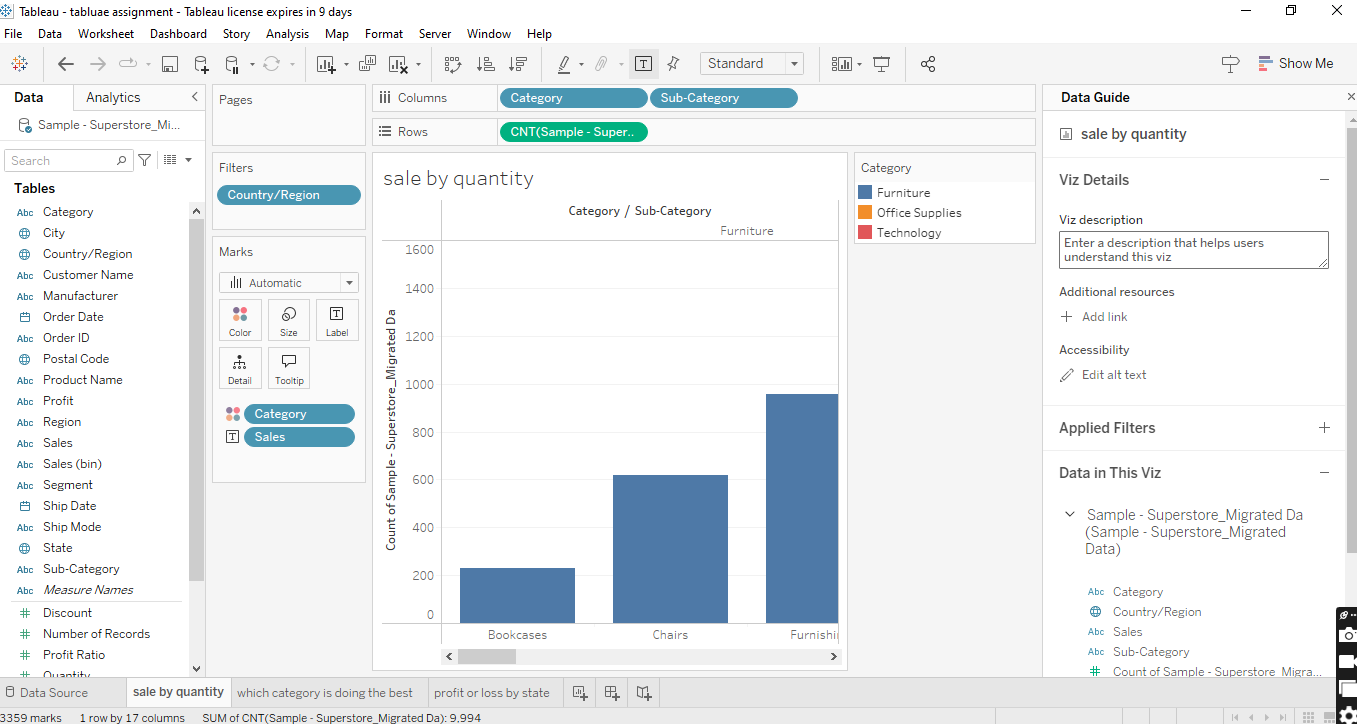 Tableau - tabluae assignment - Tableau license expires in 9 days
File Data Worksheet Dashboard Story Analysis Map Format Server Window Help
Standard
Show Me
Data Analytics
Sample - Superstore_Mi...
Search
Tables
Abc Category
City
Country/Region
Abc Customer Name
Abc Manufacturer
Order Date
Abc Order ID
Postal Code
Abc Product Name
Abc Profit
Abc Region
Abc Sales
Abc Sales (bin)
Abc Segment
Ship Date
Abc Ship Mode
State
Abc Sub-Category
Abc Measure Names
Discount
Number of Records
Profit Ratio
Quantity
Pages
Filters
Country/Region
Marks
Automatic
Color Size Label
Detail Tooltip
Category
Sales
Columns Category Sub-Category
Rows CNT(Sample - Super..
sale by quantity
Category / Sub-Category
Furniture
Count of Sample - Superstore_Migrated Da
1600
1400
1200
1000
800
600
400
200
0
Bookcases Chairs Furnishi
Category
Furniture
Office Supplies
Technology
Data Guide
sale by quantity
Viz Details
Viz description
Enter a description that helps users
understand this viz
Additional resources
Add link
Accessibility
Edit alt text
Applied Filters
Data in This Viz
Sample - Superstore_Migrated Da
(Sample - Superstore_Migrated
Data)
Abc Category
Country/Region
Abc Sales
Abc Sub-Category
Count of Sample - Superstore_Migra...
Data Source sale by quantity which category is doing the best profit or loss by state
3359 marks 1 row by 17 columns SUM of CNT(Sample - Superstore_Migrated Da): 9,994